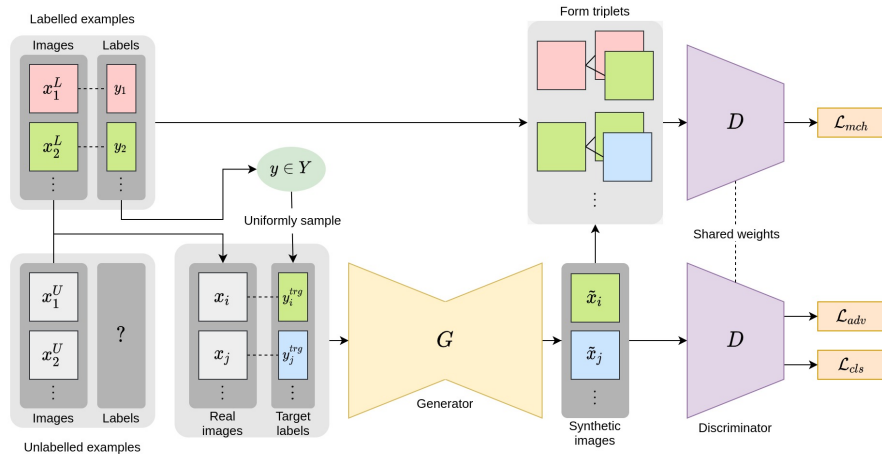 Labelled examples
Images
Labels
x_1^L
y_1
x_2^L
y_2
⋮
⋮
y ∈ Y
Uniformly sample
Form triplets
⋮
D
ℒ_mch
Shared weights
x_1^U
x_2^U
⋮
?
Images
Labels
Unlabelled examples
x_i
y_i^trg
x_j
y_j^trg
⋮
⋮
Real
images
Target
labels
G
Generator
x̃_i
x̃_j
⋮
Synthetic
images
D
Discriminator
ℒ_adv
ℒ_cls